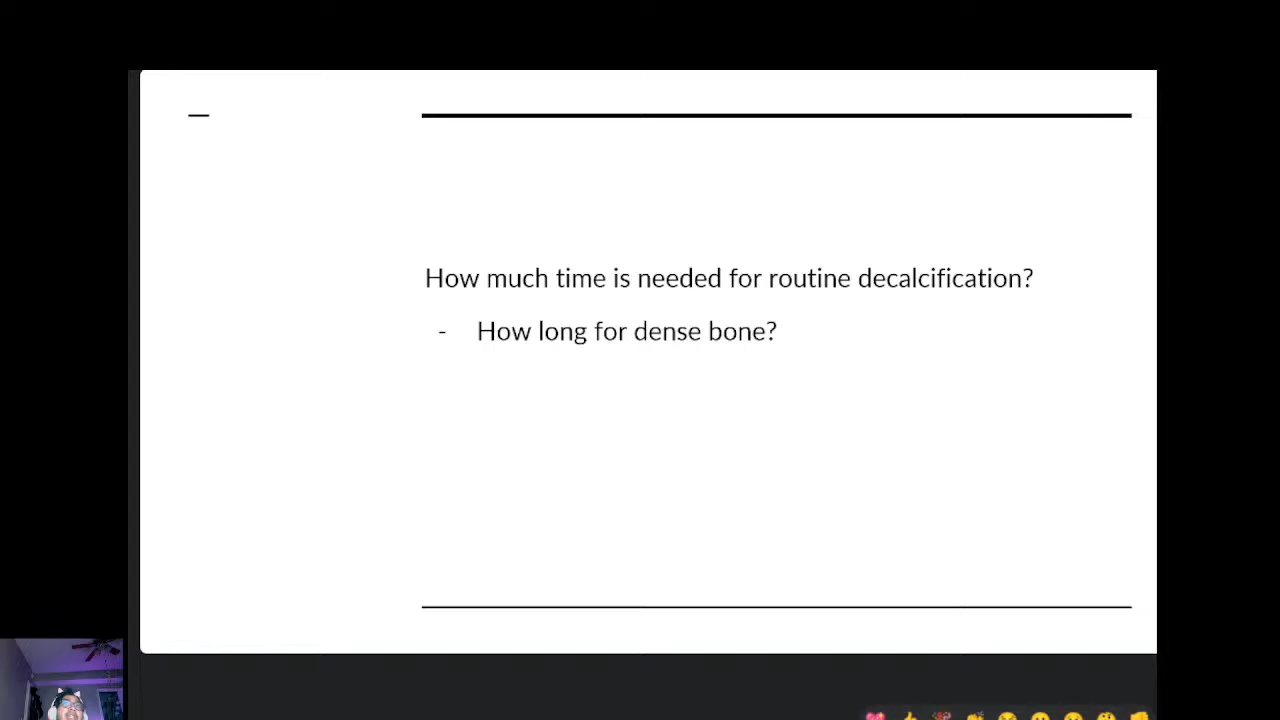 How much time is needed for routine decalcification?
- How long for dense bone?